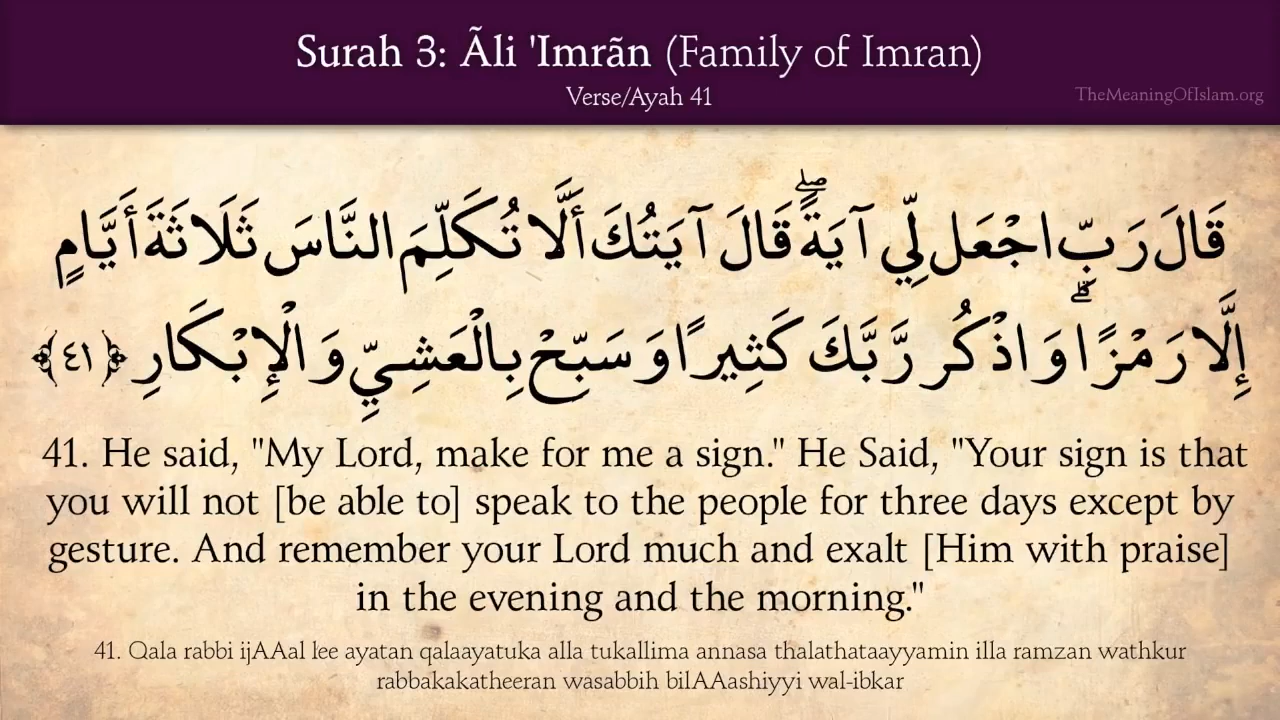 Surah 3: Ãli 'Imrãn (Family of Imran)
Verse/Ayah 41
TheMeaningOfIslam.org
قَالَ رَبِّ اجْعَل لِّي آيَةً ۖ قَالَ آيَتُكَ أَلَّا تُكَلِّمَ النَّاسَ ثَلَاثَةَ أَيَّامٍ
إِلَّا رَمْزًا ۗ وَاذْكُر رَّبَّكَ كَثِيرًا وَسَبِّحْ بِالْعَشِيِّ وَالْإِبْكَارِ ﴿٤١﴾
41. He said, "My Lord, make for me a sign." He Said, "Your sign is that
you will not [be able to] speak to the people for three days except by
gesture. And remember your Lord much and exalt [Him with praise]
in the evening and the morning."
41. Qala rabbi ijAAal lee ayatan qalaayatuka alla tukallima annasa thalathataayyamin illa ramzan wathkur
rabbakakatheeran wasabbih bilAAashiyyi wal-ibkar